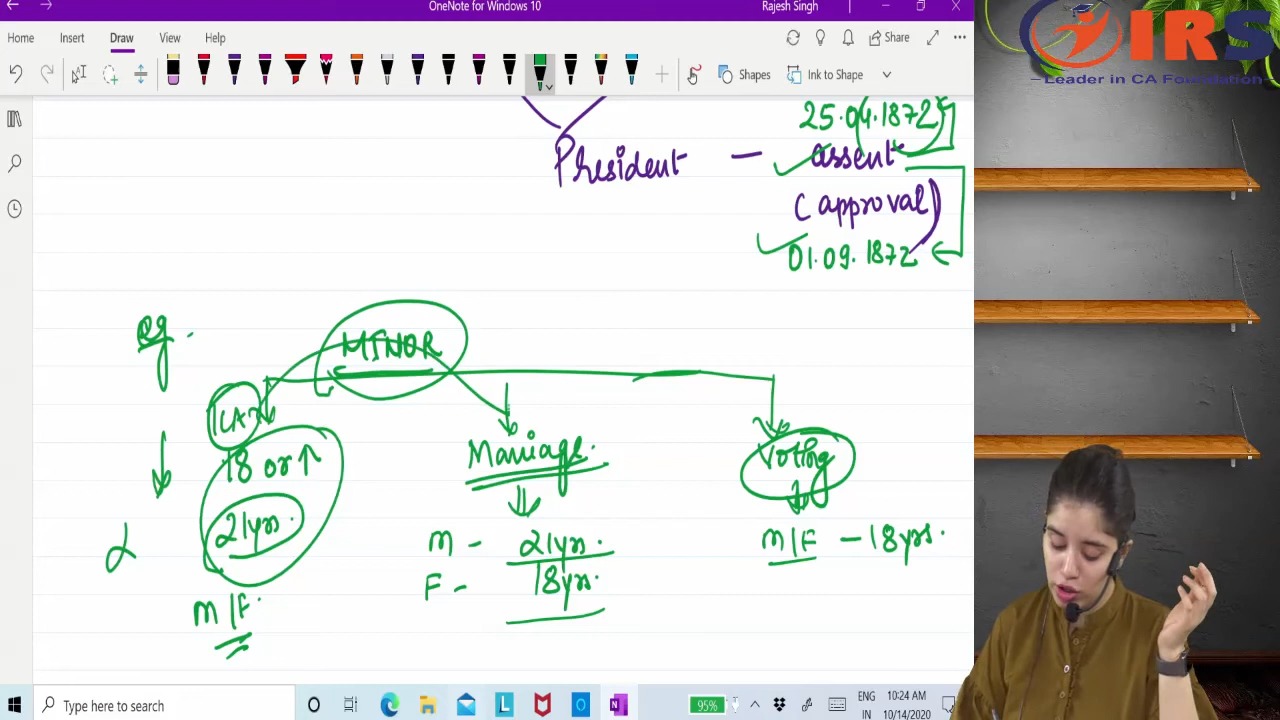 OneNote for Windows 10
Rajesh Singh
Home Insert Draw View Help
Share
Shapes
Ink to Shape
IRS
Leader in CA Foundation
25.04.1872
President — assent
(approval)
01.09.1872
eg.
MINOR
ICA
18 or ↑
21yrs.
M/F.
Marriage.
M - 21yrs.
F - 18yrs.
Voting
M/F - 18yrs.
Type here to search
95%
ENG
IN
10:24 AM
10/14/2020